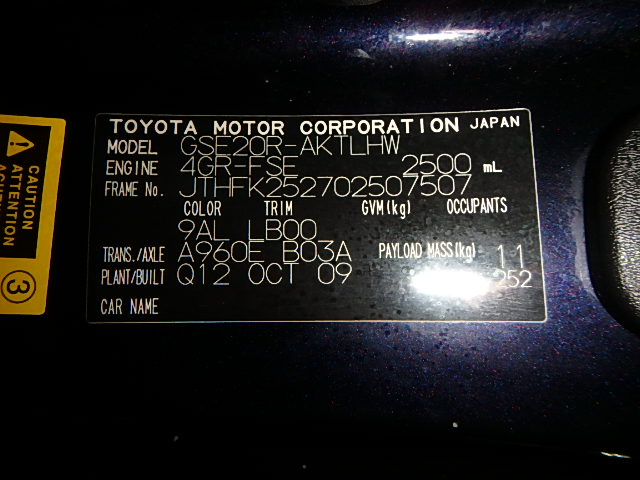 TOYOTA MOTOR CORPORATION JAPAN
MODEL GSE20R-AKTLHW
ENGINE 4GR-FSE 2500 mL
FRAME No. JTHFK252702507507
COLOR TRIM GVM(kg) OCCUPANTS
9AL LB00
TRANS./AXLE A960E B03A PAYLOAD MASS(kg) 11
PLANT/BUILT Q12 OCT 09 252
CAR NAME
CAUTION
ATTENTION
3